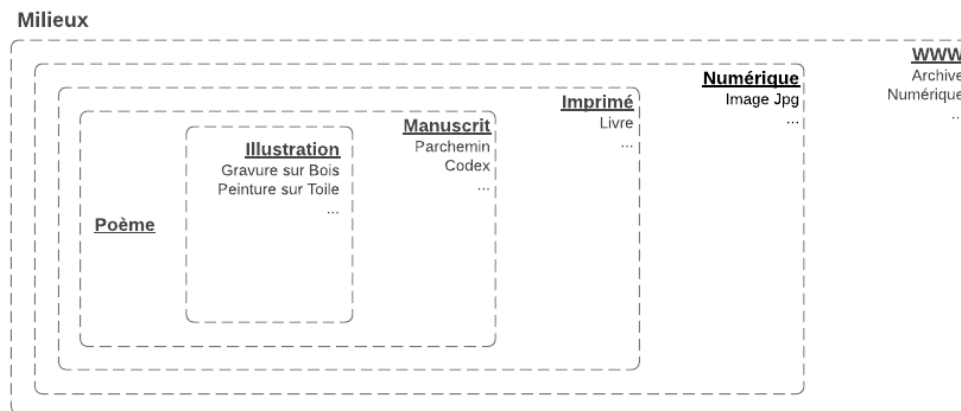 Milieux
WWW
Archive
Numérique
...
Numérique
Image Jpg
...
Imprimé
Livre
...
Manuscrit
Parchemin
Codex
...
Illustration
Gravure sur Bois
Peinture sur Toile
...
Poème